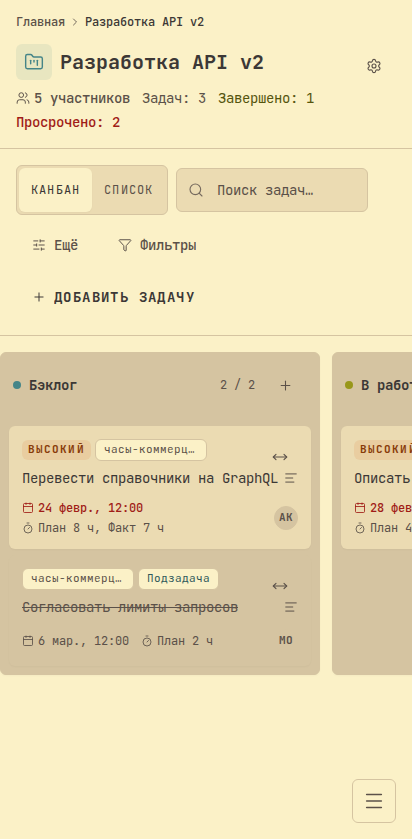 Главная > Разработка API v2
Разработка API v2
5 участников Задач: 3 Завершено: 1
Просрочено: 2
КАНБАН СПИСОК Поиск задач…
Ещё Фильтры
+ ДОБАВИТЬ ЗАДАЧУ
Бэклог 2 / 2 +
ВЫСОКИЙ часы-коммерц…
Перевести справочники на GraphQL
24 февр., 12:00
План 8 ч, Факт 7 ч
АК
часы-коммерц… Подзадача
Согласовать лимиты запросов
6 мар., 12:00 План 2 ч
МО
В работ
ВЫСОКИЙ
Описать
28 фев
План 4